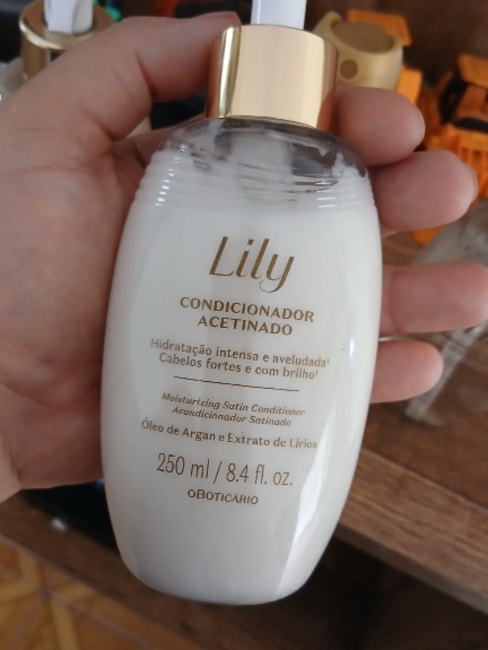 Lily
CONDICIONADOR
ACETINADO
Hidratação intensa e aveludada¹
Cabelos fortes e com brilho¹
Moisturizing Satin Conditioner
Acondicionador Satinado
Óleo de Argan e Extrato de Lírios
250 ml / 8.4 fl. oz.
OBOTICÁRIO